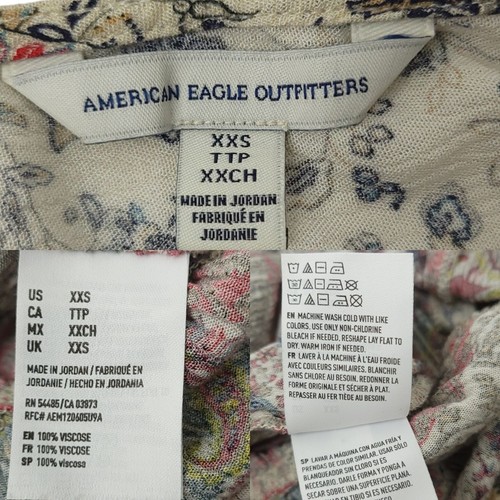 AMERICAN EAGLE OUTFITTERS
XXS
TTP
XXCH
MADE IN JORDAN
FABRIQUÉ EN
JORDANIE
US XXS
CA TTP
MX XXCH
UK XXS
MADE IN JORDAN / FABRIQUÉ EN
JORDANIE / HECHO EN JORDANIA
RN 54485/CA 03973
RFC# AEM120605U9A
EN 100% VISCOSE
FR 100% VISCOSE
SP 100% viscosa
EN MACHINE WASH COLD WITH LIKE
COLORS. USE ONLY NON-CHLORINE
BLEACH IF NEEDED. RESHAPE LAY FLAT TO
DRY. WARM IRON IF NEEDED.
FR LAVER À LA MACHINE À L'EAU FROIDE
AVEC COULEURS SIMILAIRES. BLANCHIR
SANS CHLORE AU BESOIN. REDONNER LA
FORME ORIGINALE ET SÉCHER À PLAT.
REPASSER AU FER TIÈDE AU BESOIN.
SP LAVAR A MÁQUINA CON AGUA FRÍA Y
PRENDAS DE COLOR SIMILAR. USAR SOLO
BLANQUEADOR SIN CLORO SI ES
NECESARIO. DARLE FORMA Y PONGA A
SECAR SOBRE UNA SUPERFICIE PLANA.